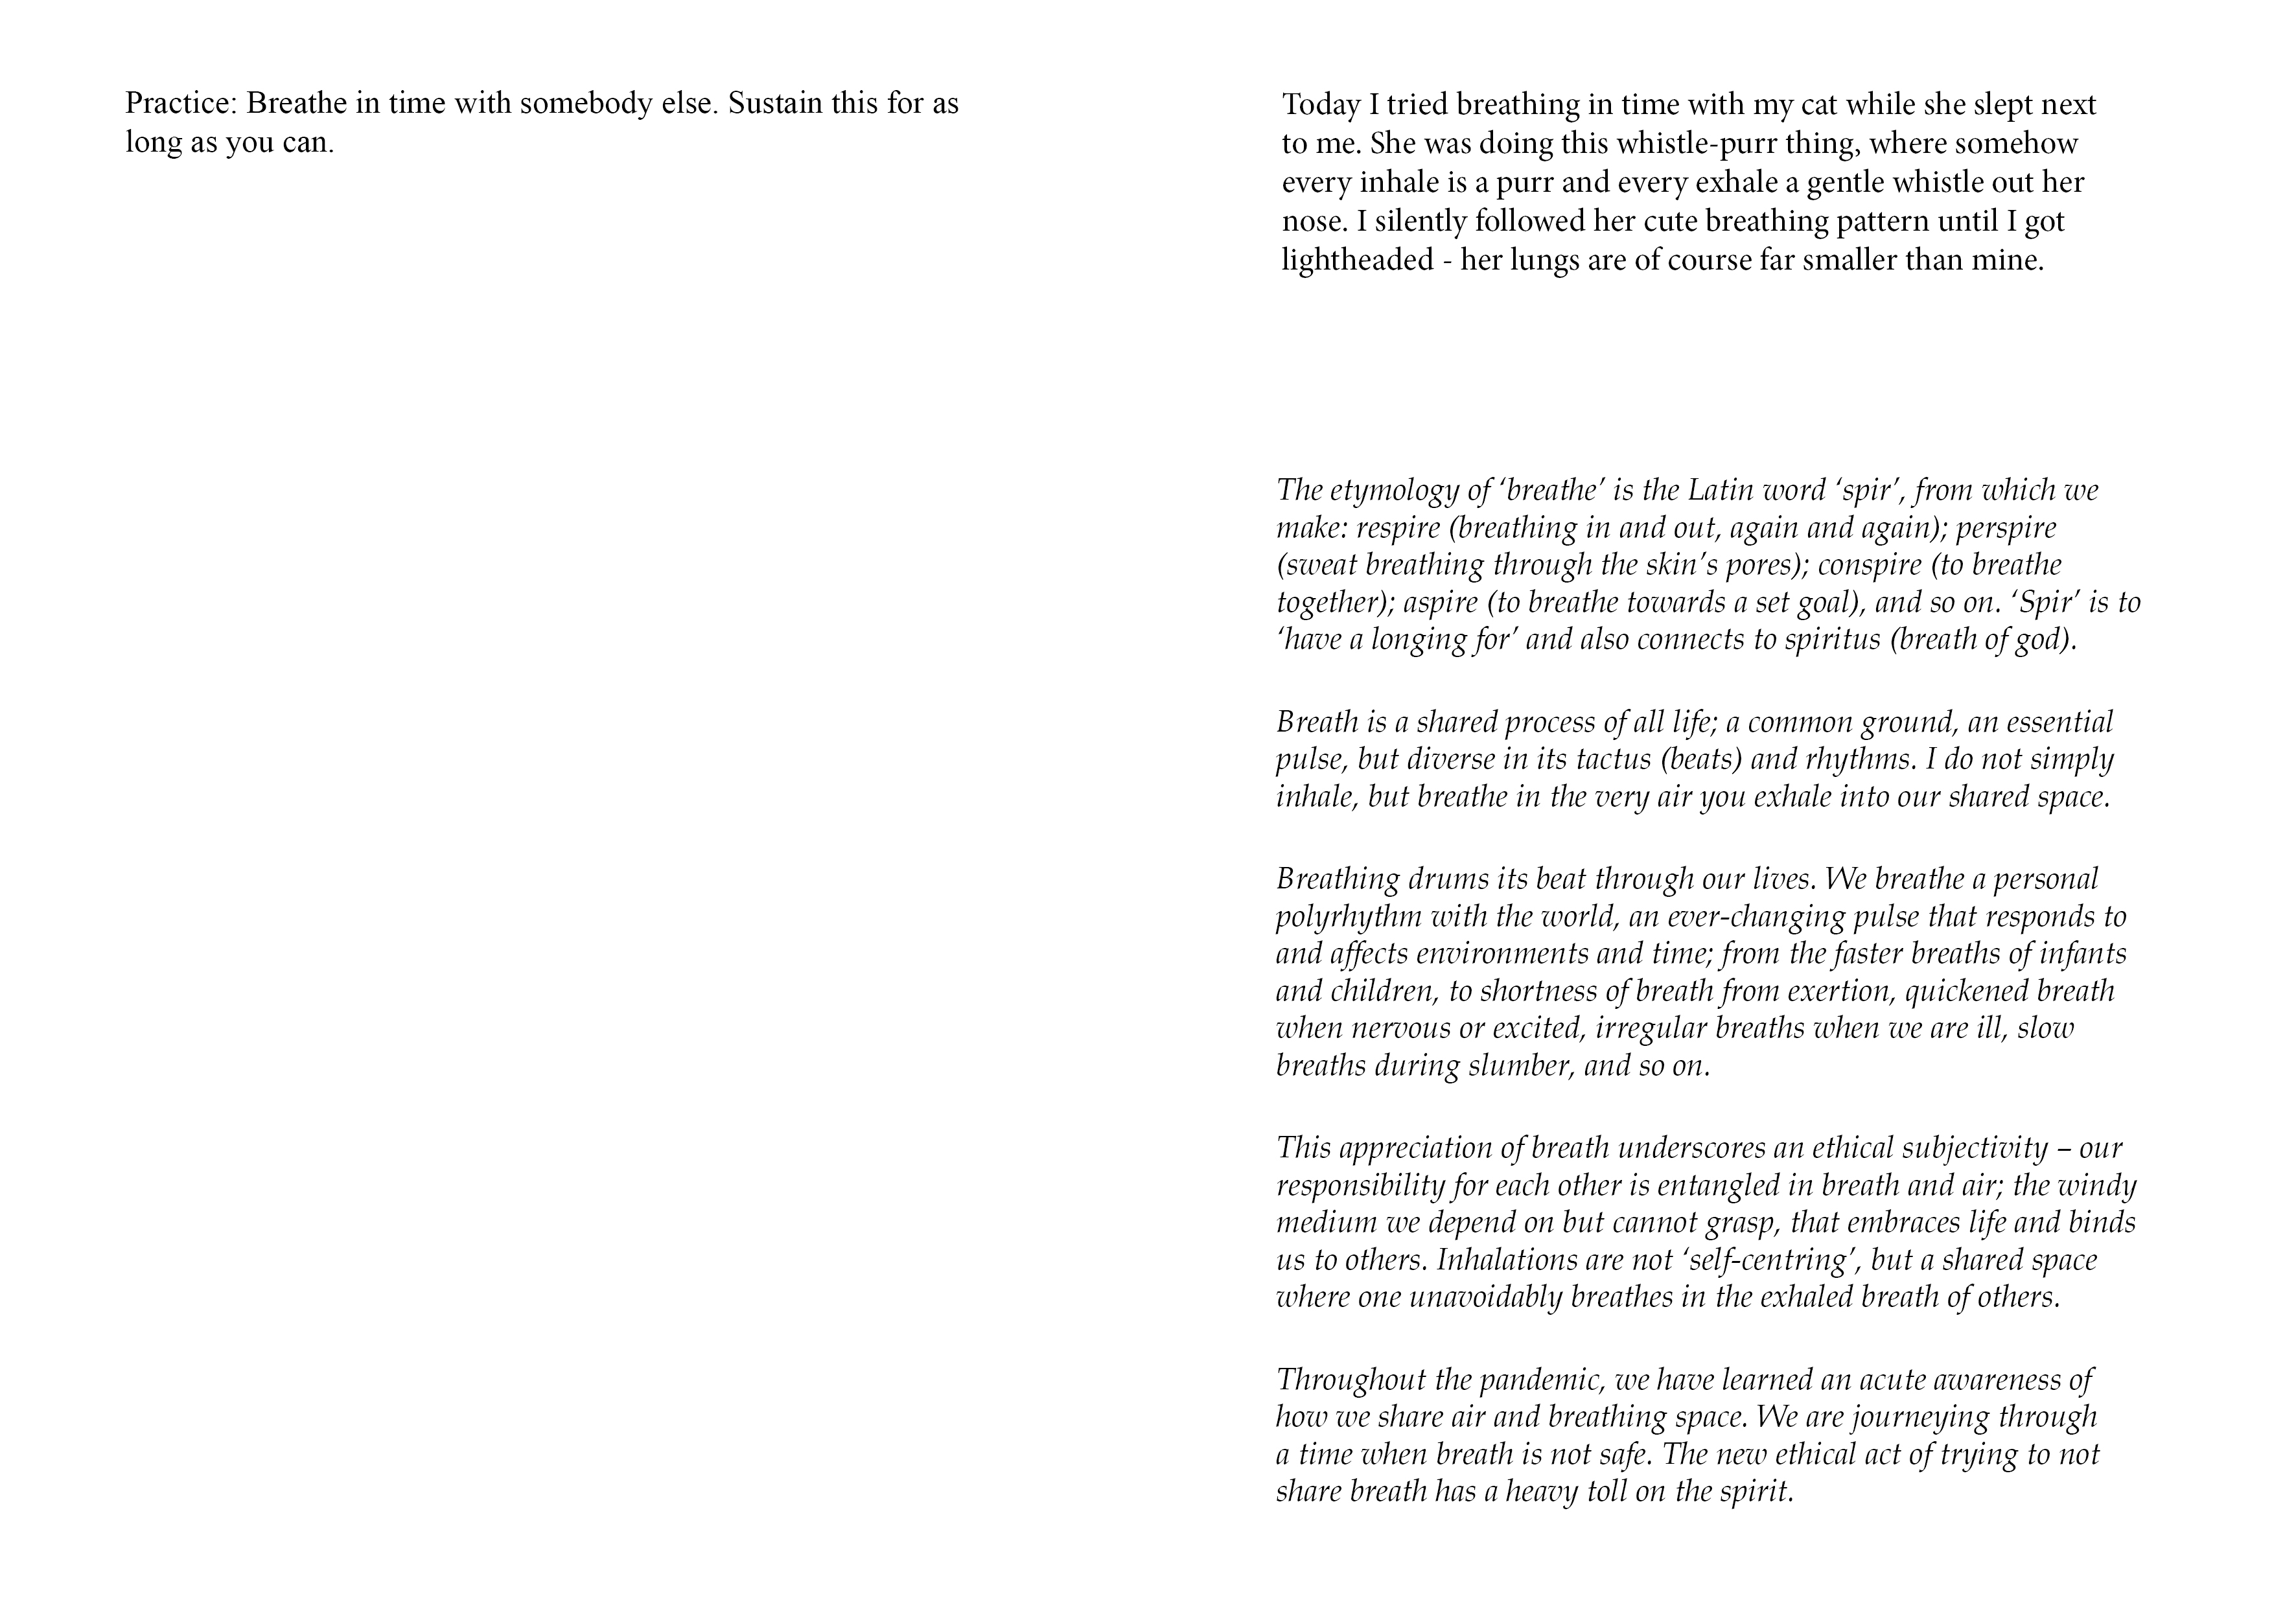 Practice: Breathe in time with somebody else. Sustain this for as
long as you can.
Today I tried breathing in time with my cat while she slept next
to me. She was doing this whistle-purr thing, where somehow
every inhale is a purr and every exhale a gentle whistle out her
nose. I silently followed her cute breathing pattern until I got
lightheaded - her lungs are of course far smaller than mine.
The etymology of ‘breathe’ is the Latin word ‘spir’, from which we
make: respire (breathing in and out, again and again); perspire
(sweat breathing through the skin’s pores); conspire (to breathe
together); aspire (to breathe towards a set goal), and so on. ‘Spir’ is to
‘have a longing for’ and also connects to spiritus (breath of god).
Breath is a shared process of all life; a common ground, an essential
pulse, but diverse in its tactus (beats) and rhythms. I do not simply
inhale, but breathe in the very air you exhale into our shared space.
Breathing drums its beat through our lives. We breathe a personal
polyrhythm with the world, an ever-changing pulse that responds to
and affects environments and time; from the faster breaths of infants
and children, to shortness of breath from exertion, quickened breath
when nervous or excited, irregular breaths when we are ill, slow
breaths during slumber, and so on.
This appreciation of breath underscores an ethical subjectivity – our
responsibility for each other is entangled in breath and air; the windy
medium we depend on but cannot grasp, that embraces life and binds
us to others. Inhalations are not ‘self-centring’, but a shared space
where one unavoidably breathes in the exhaled breath of others.
Throughout the pandemic, we have learned an acute awareness of
how we share air and breathing space. We are journeying through
a time when breath is not safe. The new ethical act of trying to not
share breath has a heavy toll on the spirit.